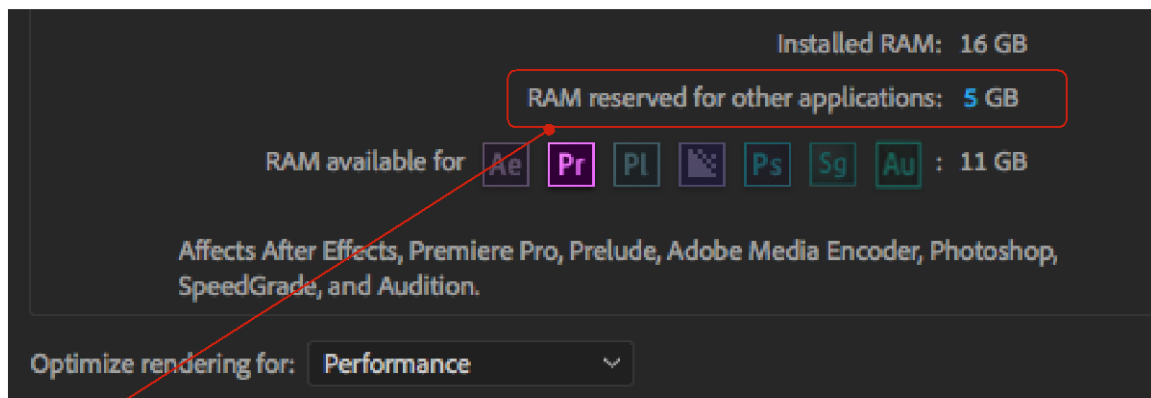 Installed RAM: 16 GB
RAM reserved for other applications: 5 GB
RAM available for Ae Pr Pl Ps Sg Au : 11 GB
Affects After Effects, Premiere Pro, Prelude, Adobe Media Encoder, Photoshop,
SpeedGrade, and Audition.
Optimize rendering for: Performance